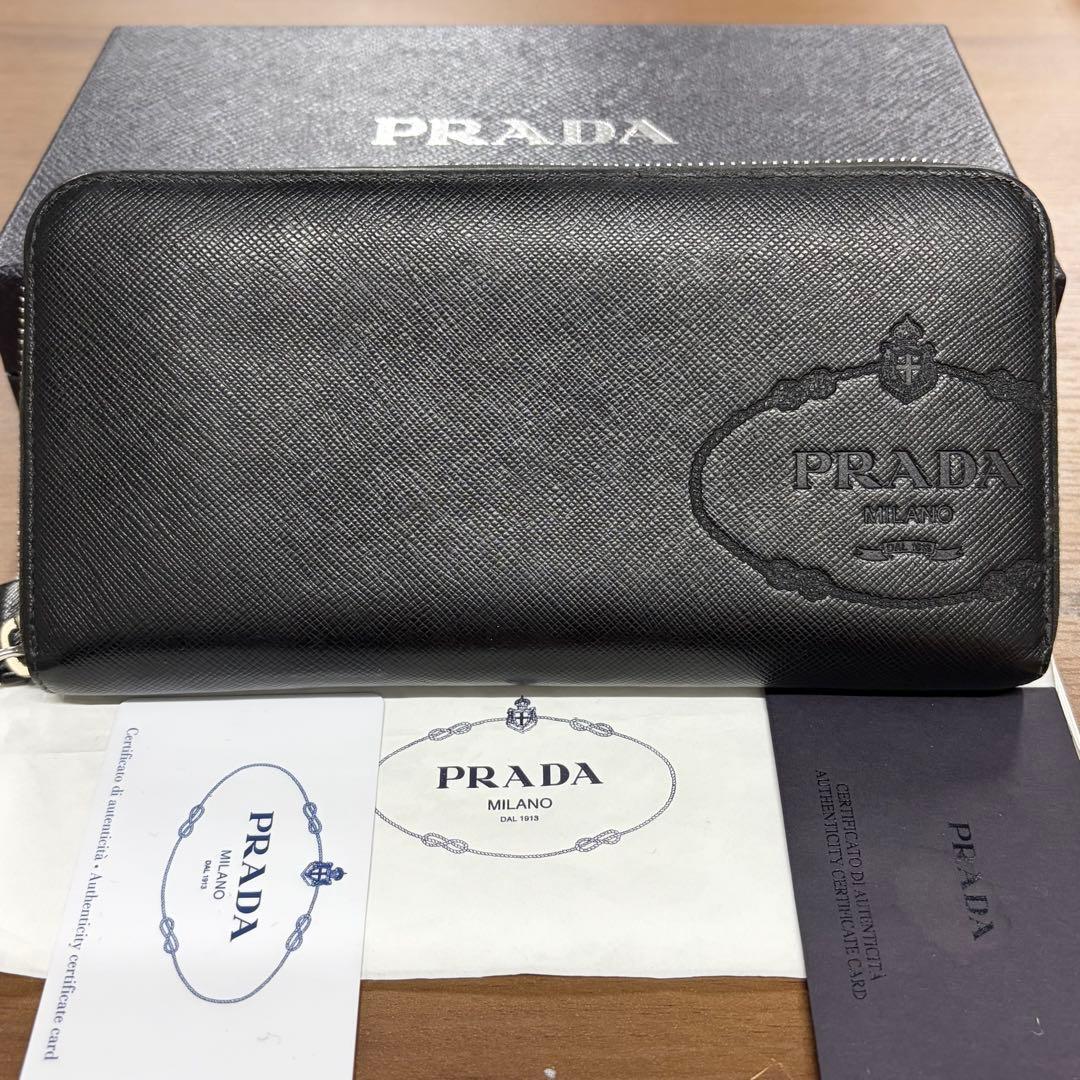 PRADA
PRADA
MILANO
DAL 1913
PRADA
MILANO
DAL 1913
Certificato di autenticità • Authenticity certificate card
PRADA
MILANO
DAL 1913
CERTIFICATO DI AUTENTICITÀ
AUTHENTICITY CERTIFICATE CARD
PRADA